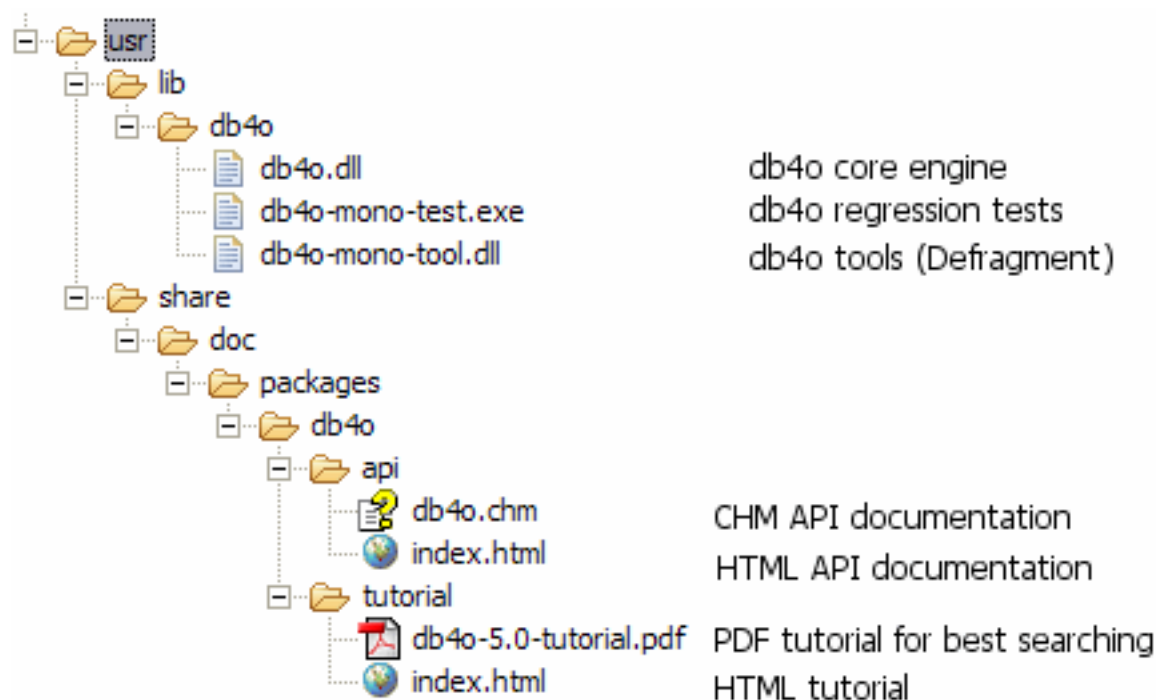 usr
lib
db4o
db4o.dll db4o core engine
db4o-mono-test.exe db4o regression tests
db4o-mono-tool.dll db4o tools (Defragment)
share
doc
packages
db4o
api
db4o.chm CHM API documentation
index.html HTML API documentation
tutorial
db4o-5.0-tutorial.pdf PDF tutorial for best searching
index.html HTML tutorial